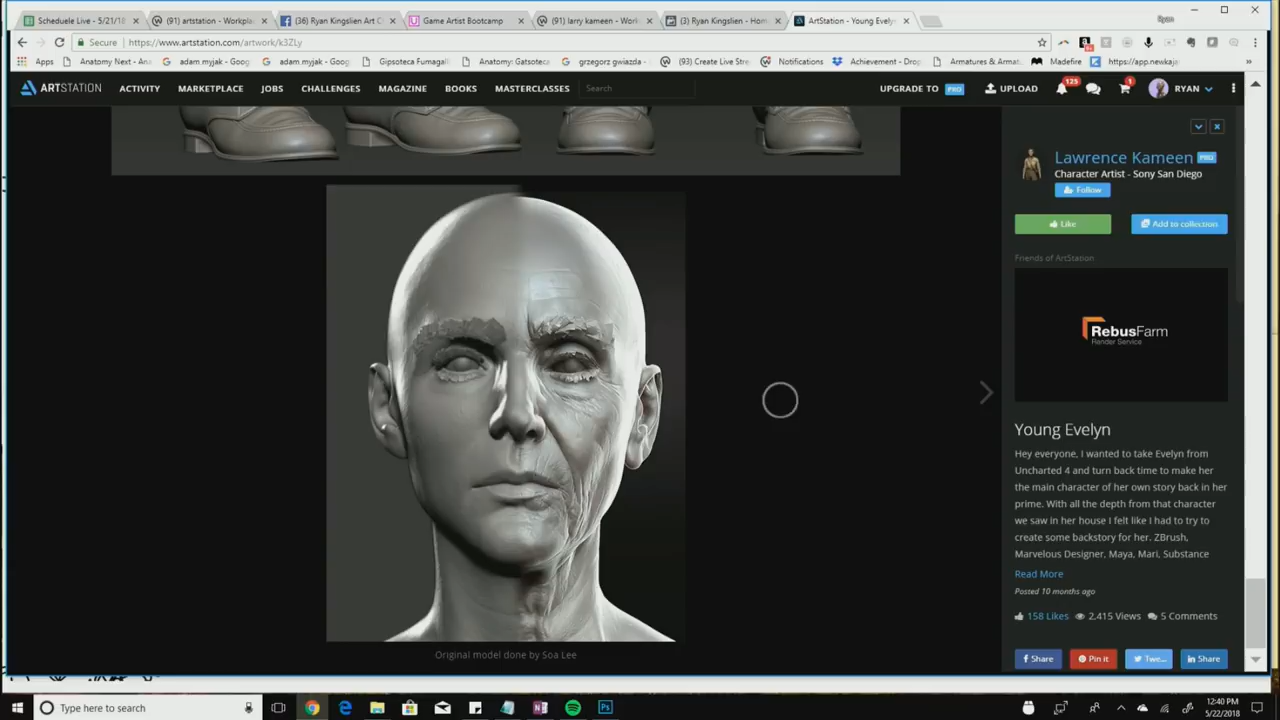 Schedeule Live - 5/21/18
(91) artstation - Workpla
(36) Ryan Kingslien Art C
Game Artist Bootcamp
(91) larry kameen - Work
(3) Ryan Kingslien - Hom
ArtStation - Young Evely
Ryan
Secure
https://www.artstation.com/artwork/k3ZLy
Apps
Anatomy Next - An
adam.myjak - Goog
adam.myjak - Goog
Gipsoteca Fumagall
Anatomy: Gatsoteca
grzegorz gwiazda - G
(93) Create Live Stre
Notifications
Achievement - Drop
Armatures & Armat
Madefire
https://app.newkaja
»
ARTSTATION
ACTIVITY
MARKETPLACE
JOBS
CHALLENGES
MAGAZINE
BOOKS
MASTERCLASSES
Search
UPGRADE TO PRO
UPLOAD
125
1
RYAN
Lawrence Kameen PRO
Character Artist - Sony San Diego
Follow
Like
Add to collection
Friends of ArtStation
RebusFarm
Render Service
Young Evelyn
Hey everyone, I wanted to take Evelyn from
Uncharted 4 and turn back time to make her
the main character of her own story back in her
prime. With all the depth from that character
we saw in her house I felt like I had to try to
create some backstory for her. ZBrush,
Marvelous Designer, Maya, Mari, Substance
Read More
Posted 10 months ago
158 Likes
2,415 Views
5 Comments
Share
Pin it
Twe...
Share
Original model done by Soa Lee
Type here to search
12:40 PM
5/22/2018